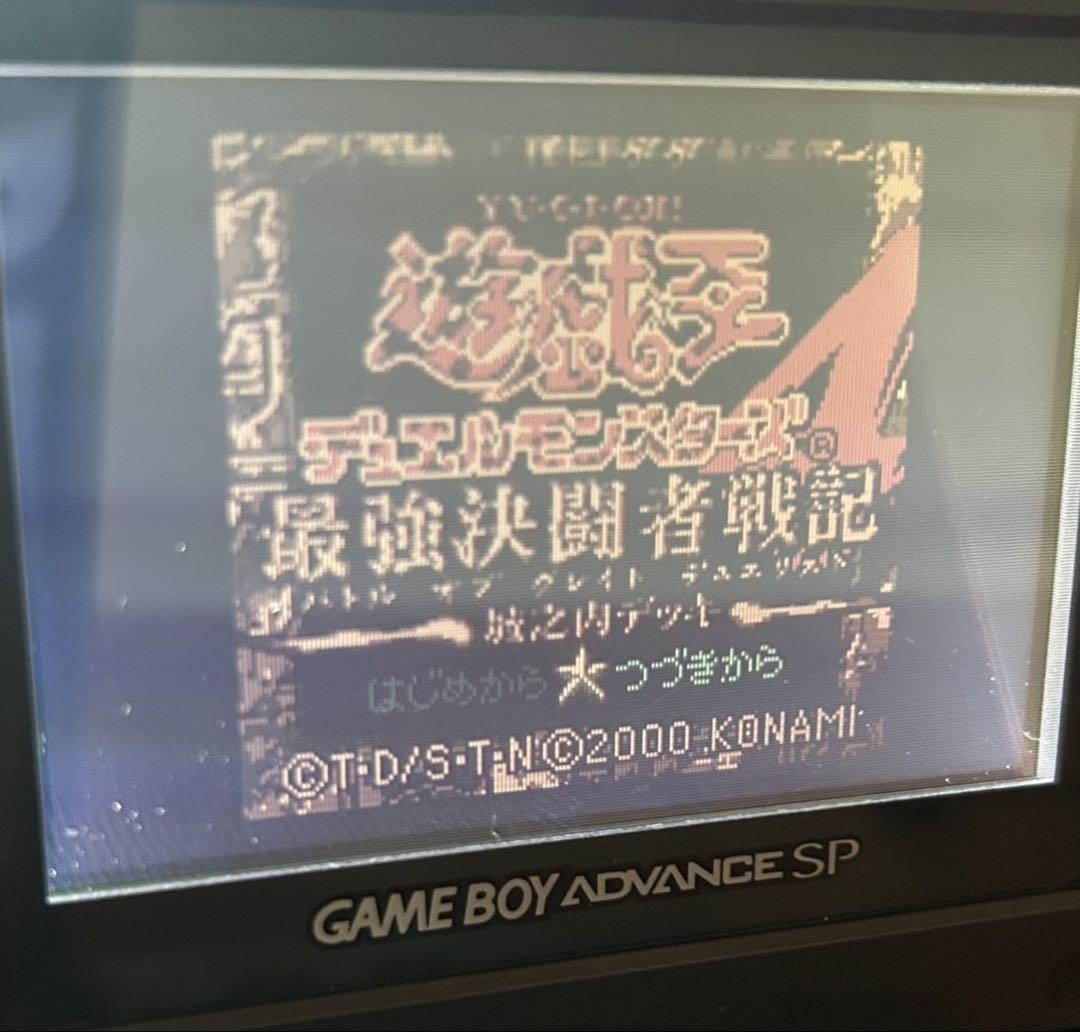 YU-GI-OH!
遊戯王
4
デュエルモンスターズ®
最強決闘者戦記
バトル オブ グレイト デュエリスト
城之内デッキ
はじめから★つづきから
©T・D/S・T・N©2000 KONAMI
GAME BOY ADVANCE SP